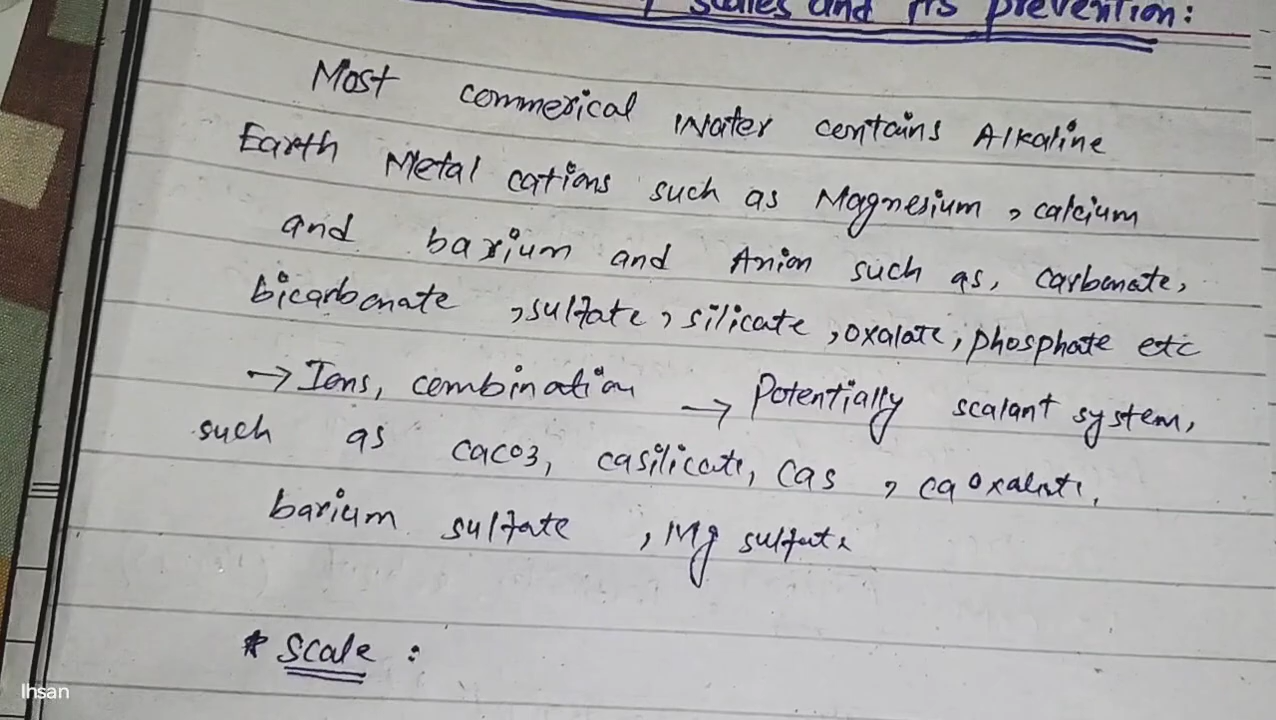 scales and its prevention:
Most commerical Water contains Alkaline
Earth Metal cations such as Magnesium, calcium
and barium and Anion such as, carbonate,
bicarbonate, sulfate, silicate, oxalate, phosphate etc
→ Ions, combination → Potentially scalant system,
such as caco3, casilicate, cas, ca oxalate,
barium sulfate, Mg sulfate
* Scale :
Ihsan